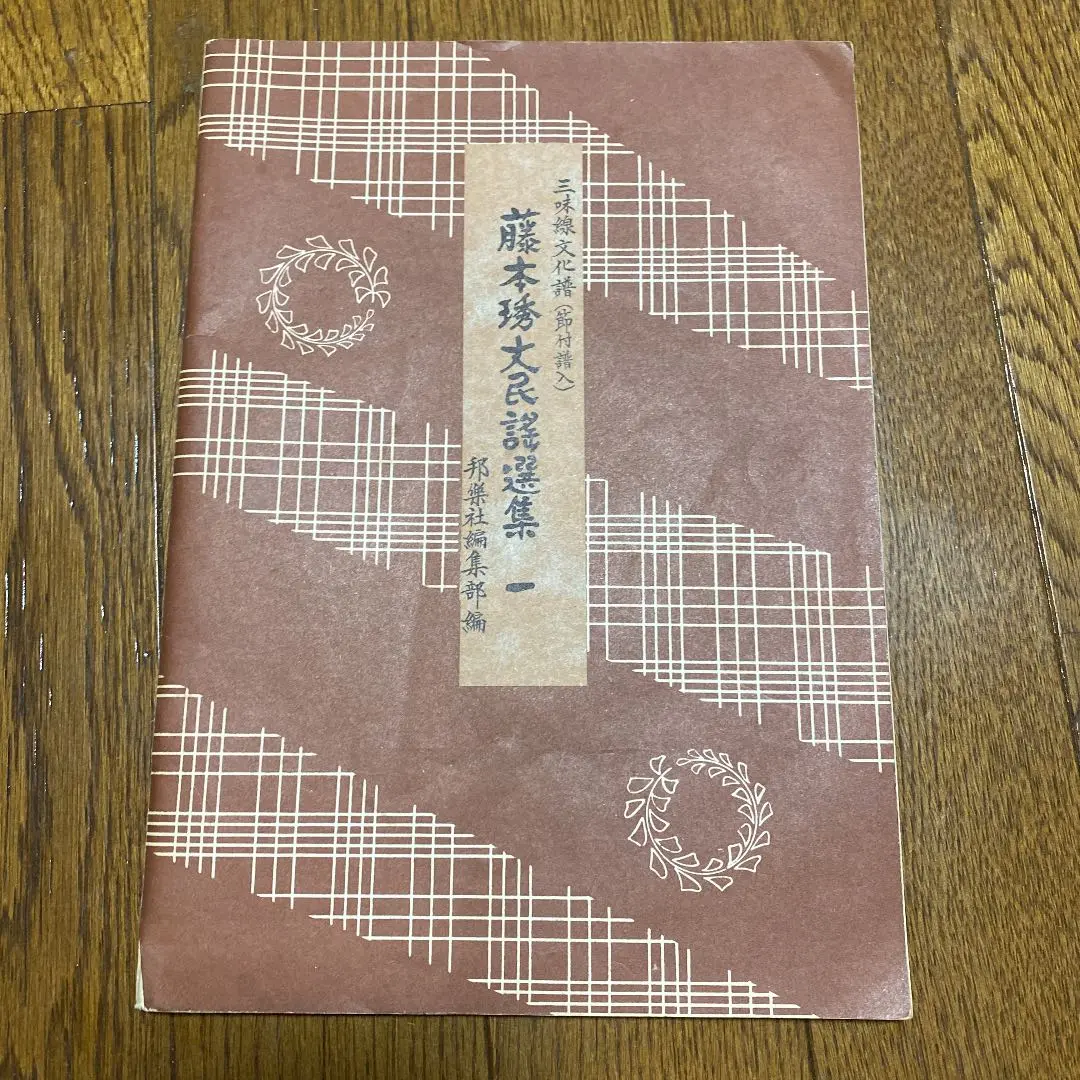 三味線文化譜(節付譜入)
藤本琇丈民謡選集 一
邦楽社編集部編